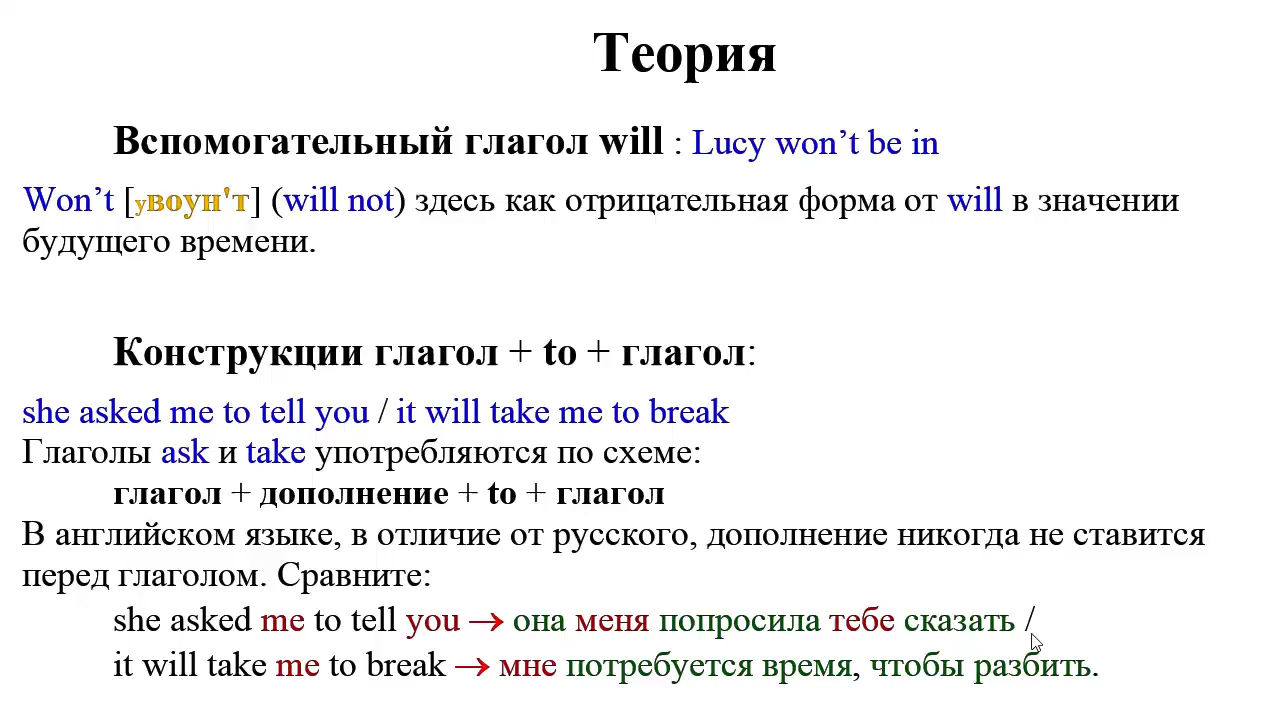 Теория
Вспомогательный глагол will : Lucy won’t be in
Won’t [увоун'т] (will not) здесь как отрицательная форма от will в значении
будущего времени.
Конструкции глагол + to + глагол:
she asked me to tell you / it will take me to break
Глаголы ask и take употребляются по схеме:
глагол + дополнение + to + глагол
В английском языке, в отличие от русского, дополнение никогда не ставится
перед глаголом. Сравните:
she asked me to tell you → она меня попросила тебе сказать /
it will take me to break → мне потребуется время, чтобы разбить.